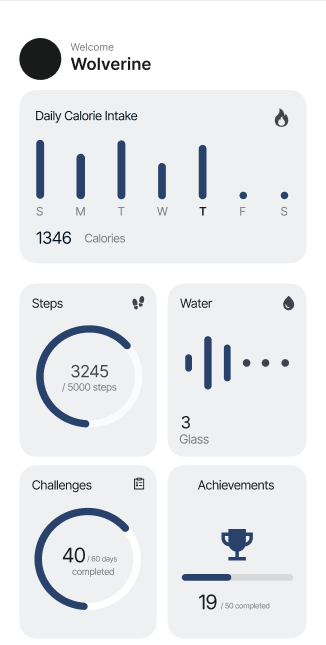 Welcome
Wolverine
Daily Calorie Intake
S M T W T F S
1346 Calories
Steps
3245
/ 5000 steps
Water
3
Glass
Challenges
40 / 60 days
completed
Achievements
19 / 50 completed